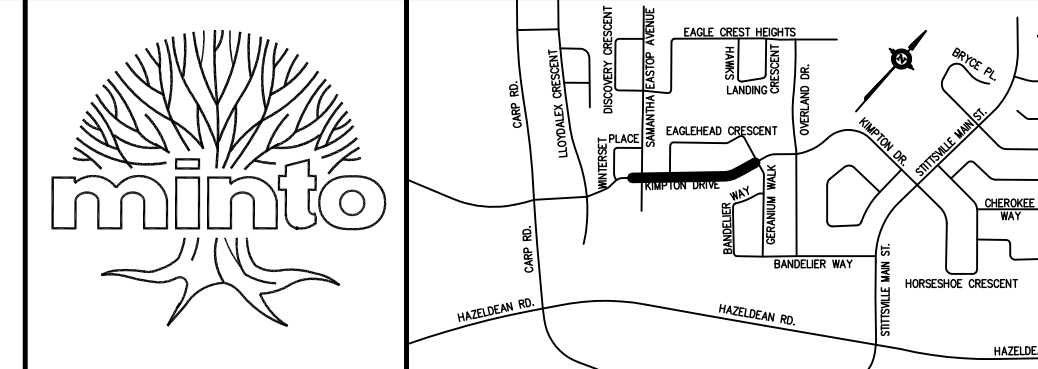 minto
CARP RD.
LLOYDALEX CRESCENT
DISCOVERY CRESCENT
SAMANTHA EASTOP AVENUE
EAGLE CREST HEIGHTS
HAWKS
LANDING CRESCENT
OVERLAND DR.
N
BRYCE PL.
WINTERSET
PLACE
EAGLEHEAD CRESCENT
KIMPTON DR.
STITTSVILLE MAIN ST.
KIMPTON DRIVE
BANDELIER WAY
GERANIUM WALK
CHEROKEE
WAY
CARP RD.
BANDELIER WAY
STITTSVILLE MAIN ST.
HORSESHOE CRESCENT
HAZELDEAN RD.
HAZELDEAN RD.
HAZELDE